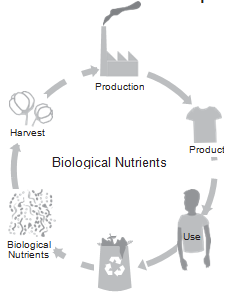 Production
Harvest
Product
Biological Nutrients
Use
Biological
Nutrients